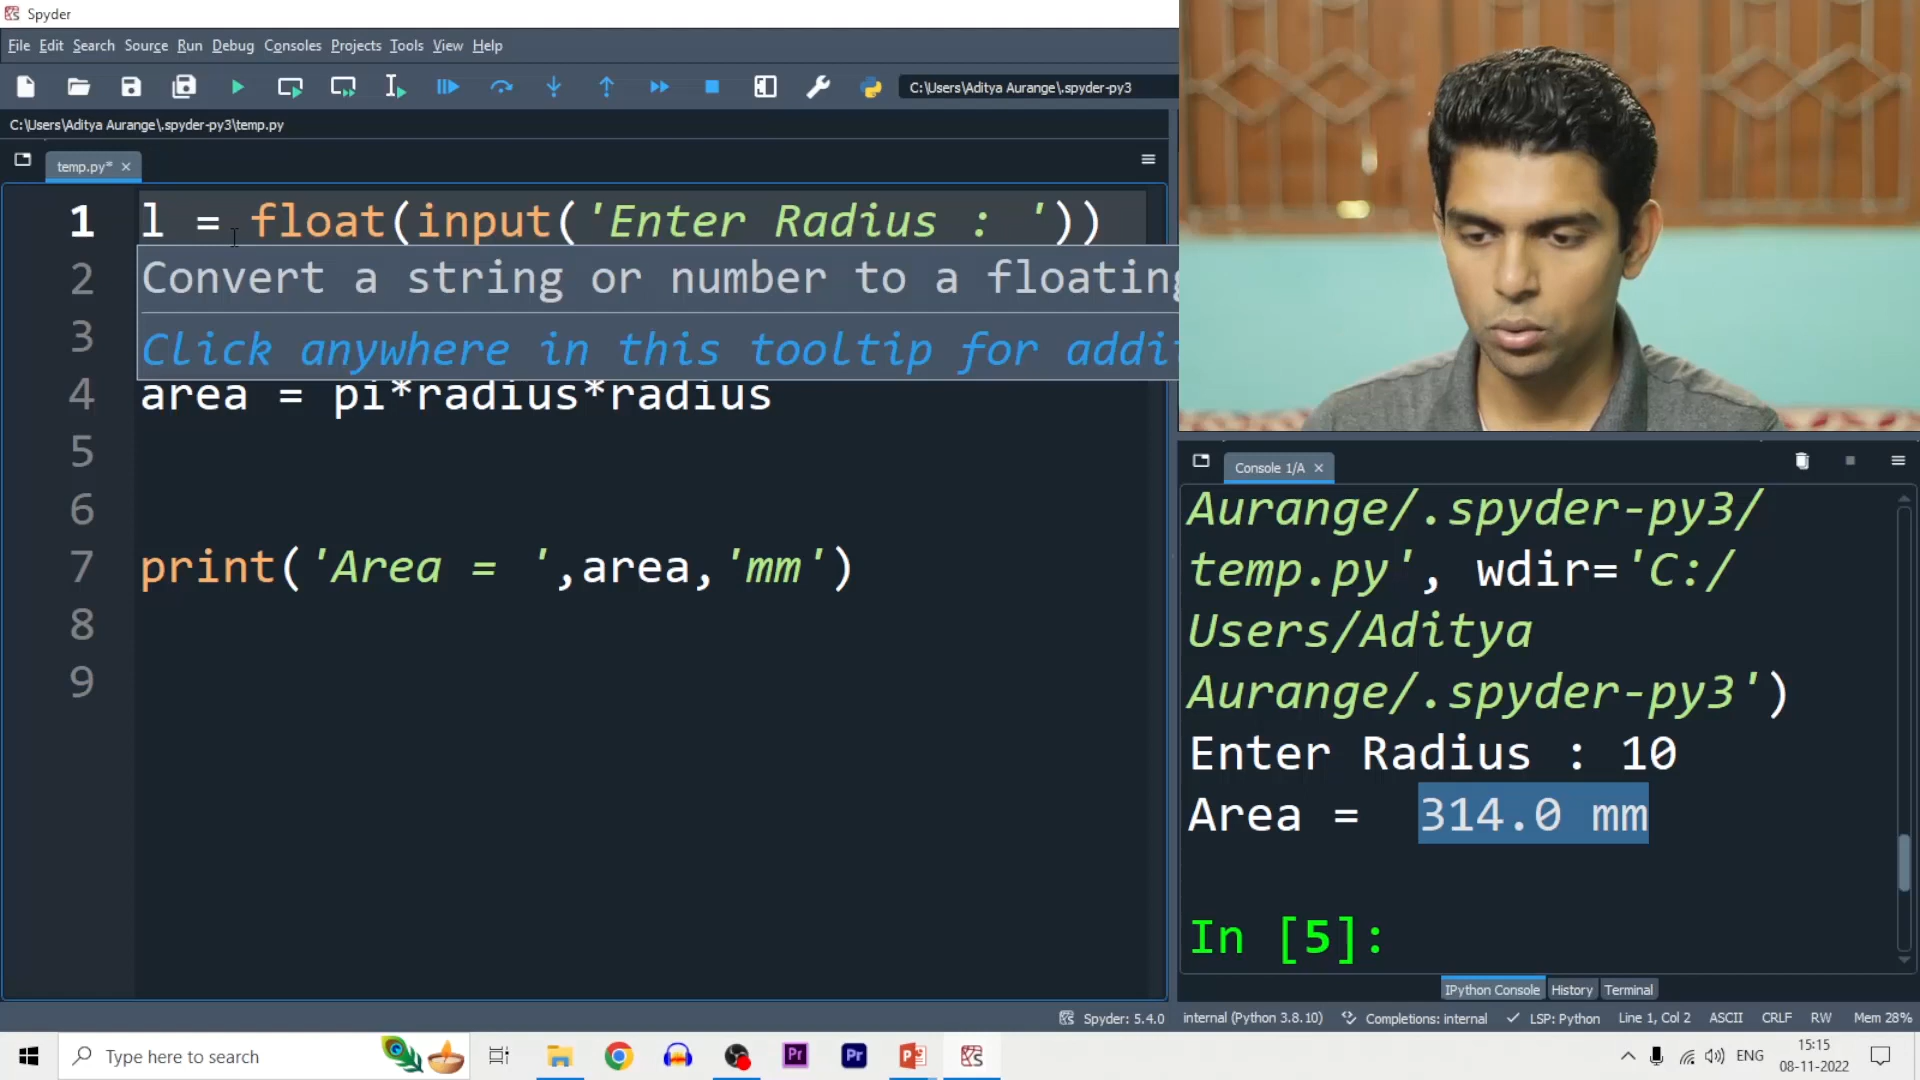 Spyder
File Edit Search Source Run Debug Consoles Projects Tools View Help
C:\Users\Aditya Aurange\.spyder-py3
C:\Users\Aditya Aurange\.spyder-py3\temp.py
temp.py*
1 l = float(input('Enter Radius : '))
2
Convert a string or number to a floating
3
Click anywhere in this tooltip for addi
4 area = pi*radius*radius
5
6
7 print('Area = ',area,'mm')
8
9
Console 1/A
Aurange/.spyder-py3/
temp.py', wdir='C:/
Users/Aditya
Aurange/.spyder-py3')
Enter Radius : 10
Area =  314.0 mm
In [5]:
IPython Console History Terminal
Spyder: 5.4.0 internal (Python 3.8.10) Completions: internal LSP: Python Line 1, Col 2 ASCII CRLF RW Mem 28%
Type here to search
Pr
Pr
ENG
15:15
08-11-2022